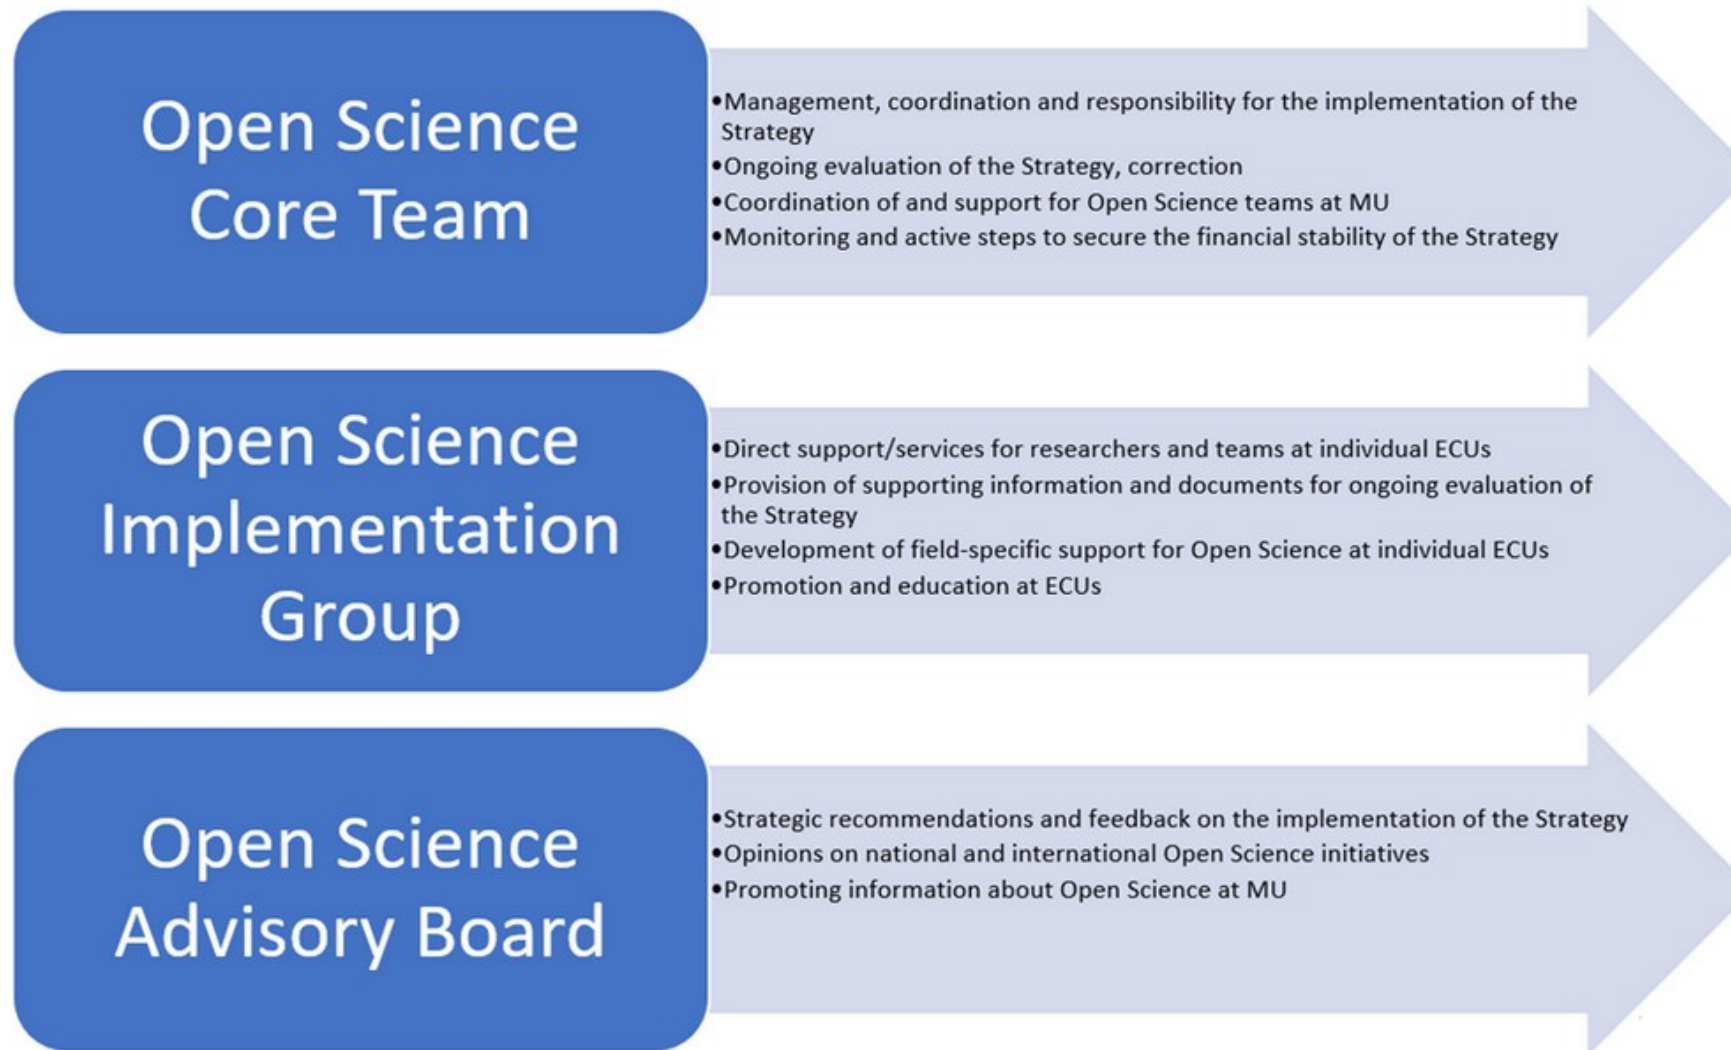 Open Science
Core Team
•Management, coordination and responsibility for the implementation of the
Strategy
•Ongoing evaluation of the Strategy, correction
•Coordination of and support for Open Science teams at MU
•Monitoring and active steps to secure the financial stability of the Strategy
Open Science
Implementation
Group
•Direct support/services for researchers and teams at individual ECUs
•Provision of supporting information and documents for ongoing evaluation of
the Strategy
•Development of field-specific support for Open Science at individual ECUs
•Promotion and education at ECUs
Open Science
Advisory Board
•Strategic recommendations and feedback on the implementation of the Strategy
•Opinions on national and international Open Science initiatives
•Promoting information about Open Science at MU